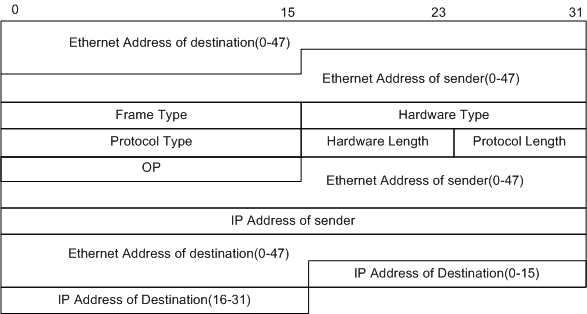 0 15 23 31
Ethernet Address of destination(0-47)
Ethernet Address of sender(0-47)
Frame Type Hardware Type
Protocol Type Hardware Length Protocol Length
OP
Ethernet Address of sender(0-47)
IP Address of sender
Ethernet Address of destination(0-47)
IP Address of Destination(0-15)
IP Address of Destination(16-31)